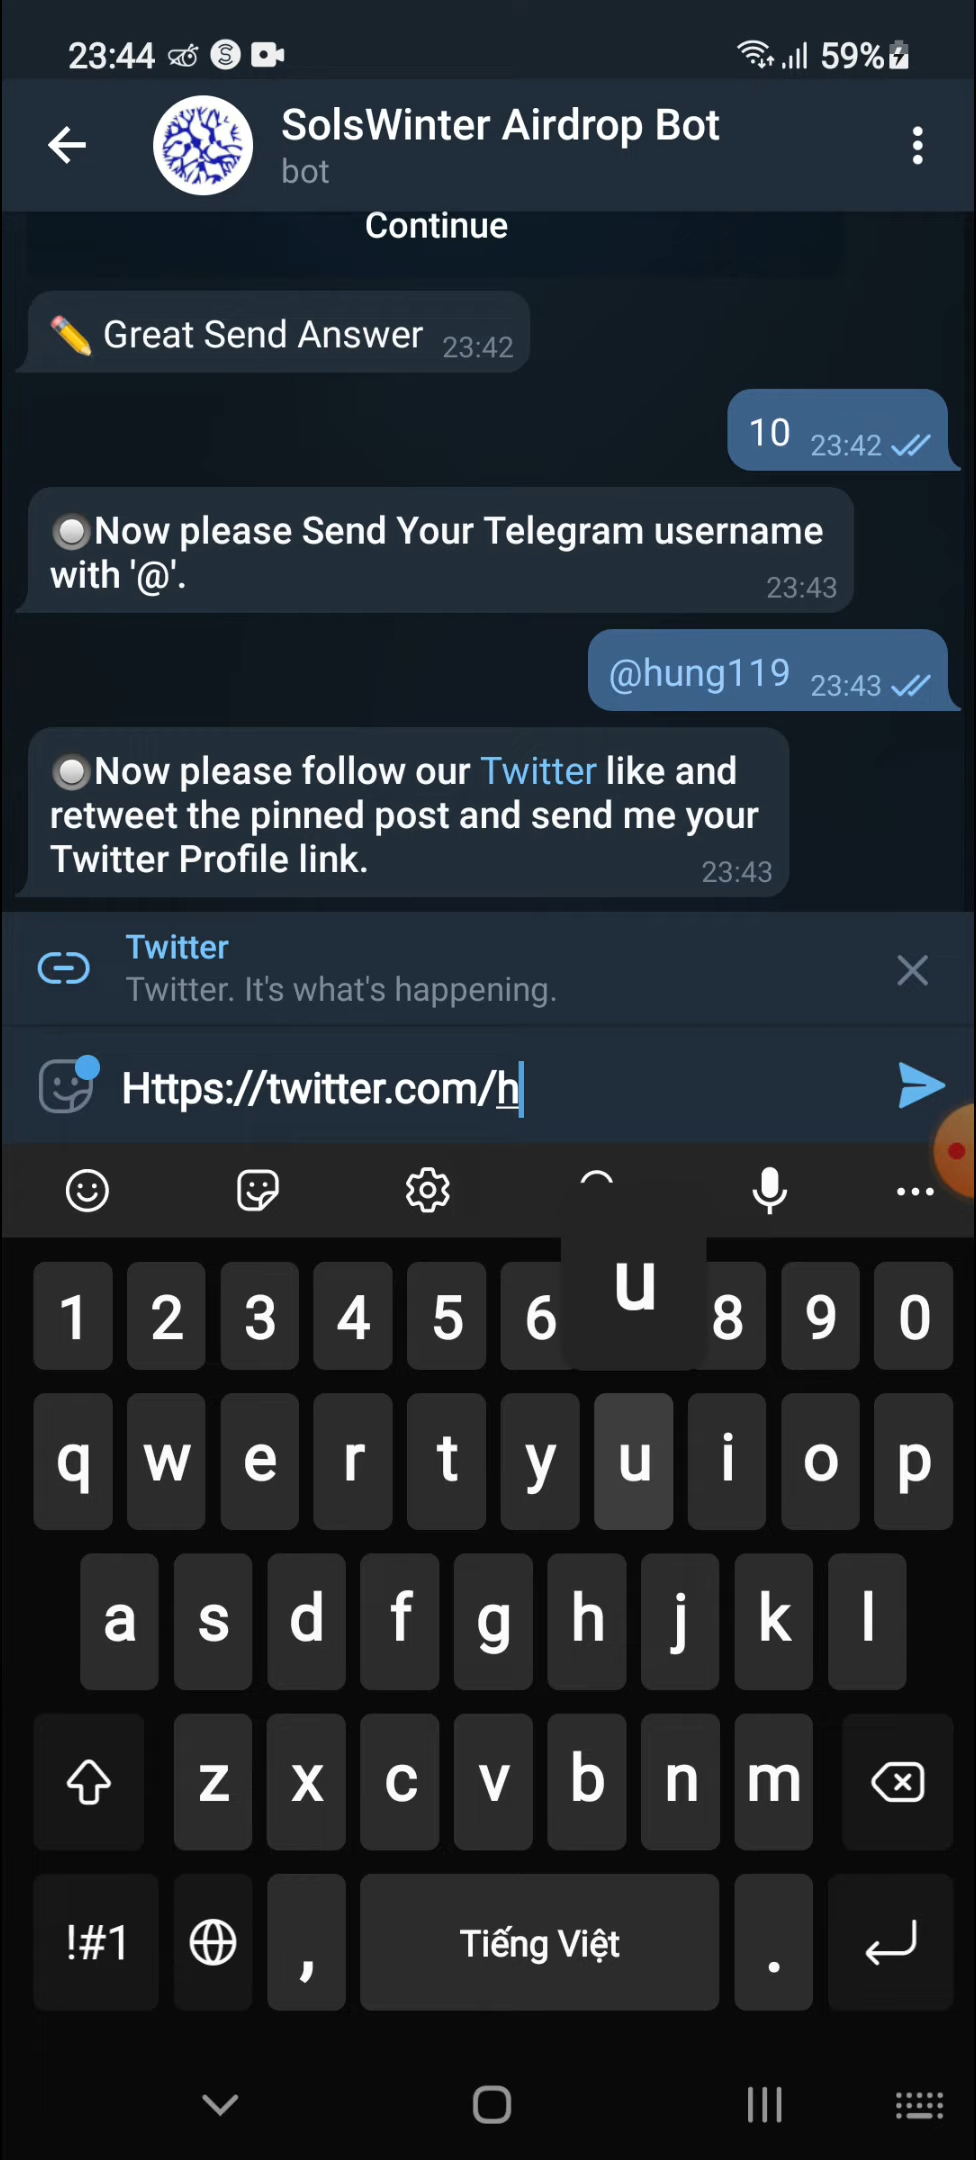 23:44
59%
SolsWinter Airdrop Bot
bot
Continue
✏️ Great Send Answer 23:42
10 23:42
🔘Now please Send Your Telegram username
with '@'.
23:43
@hung119 23:43
🔘Now please follow our Twitter like and
retweet the pinned post and send me your
Twitter Profile link.
23:43
Twitter
Twitter. It's what's happening.
Https://twitter.com/h
u
1 2 3 4 5 6 8 9 0
q w e r t y u i o p
a s d f g h j k l
z x c v b n m
!#1 , Tiếng Việt .